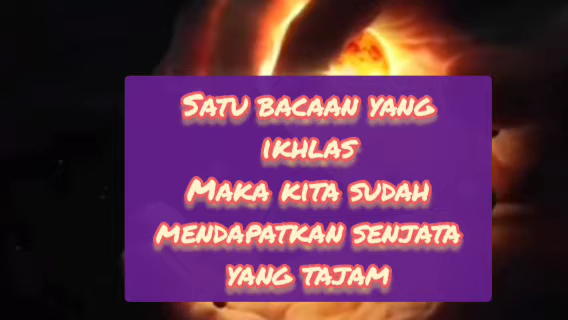 Satu bacaan yang
ikhlas
Maka kita sudah
mendapatkan senjata
yang tajam